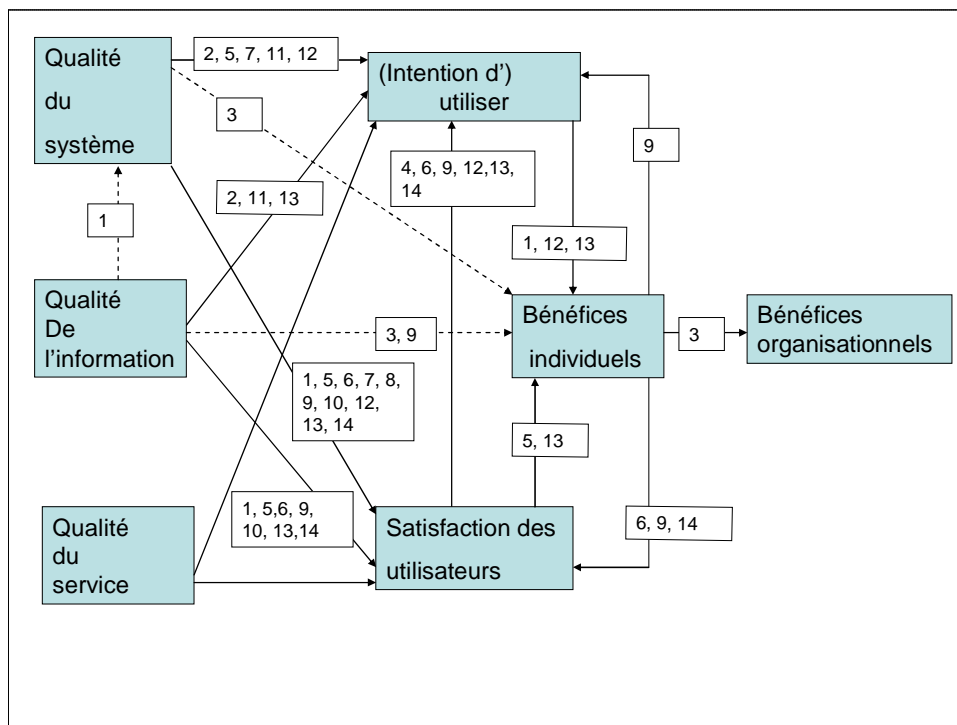 Qualité
du
système
2, 5, 7, 11, 12
(Intention d’)
utiliser
3
9
4, 6, 9, 12,13,
14
2, 11, 13
1
1, 12, 13
Qualité
De
l’information
3, 9
Bénéfices
individuels
3
Bénéfices
organisationnels
1, 5, 6, 7, 8,
9, 10, 12,
13, 14
5, 13
1, 5,6, 9,
10, 13,14
6, 9, 14
Qualité
du
service
Satisfaction des
utilisateurs